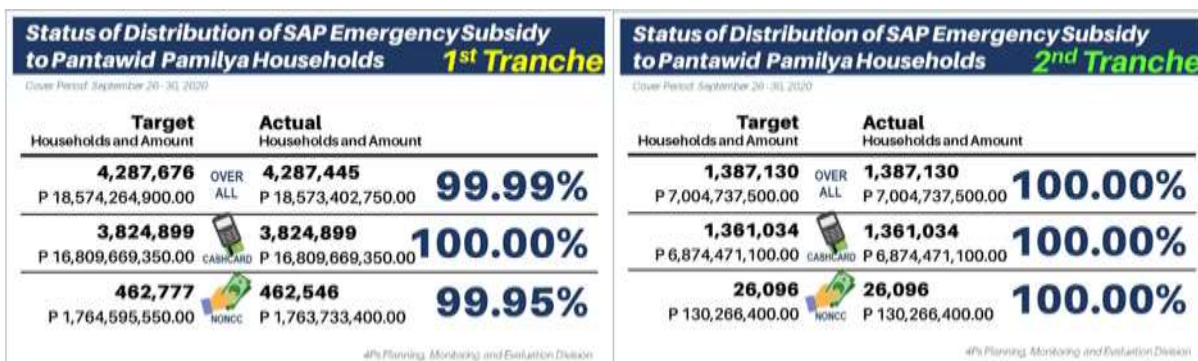 Status of Distribution of SAP Emergency Subsidy
to Pantawid Pamilya Households 1st Tranche
Cover Period: September 26-30, 2020
Target Actual
Households and Amount Households and Amount
4,287,676 OVER 4,287,445 99.99%
P 18,574,264,900.00 ALL P 18,573,402,750.00
3,824,899 3,824,899 100.00%
P 16,809,669,350.00 CASHCARD P 16,809,669,350.00
462,777 462,546 99.95%
P 1,764,595,550.00 NONCC P 1,763,733,400.00
4Ps Planning, Monitoring and Evaluation Division
Status of Distribution of SAP Emergency Subsidy
to Pantawid Pamilya Households 2nd Tranche
Cover Period: September 26-30, 2020
Target Actual
Households and Amount Households and Amount
1,387,130 OVER 1,387,130 100.00%
P 7,004,737,500.00 ALL P 7,004,737,500.00
1,361,034 1,361,034 100.00%
P 6,874,471,100.00 CASHCARD P 6,874,471,100.00
26,096 26,096 100.00%
P 130,266,400.00 NONCC P 130,266,400.00
4Ps Planning, Monitoring and Evaluation Division